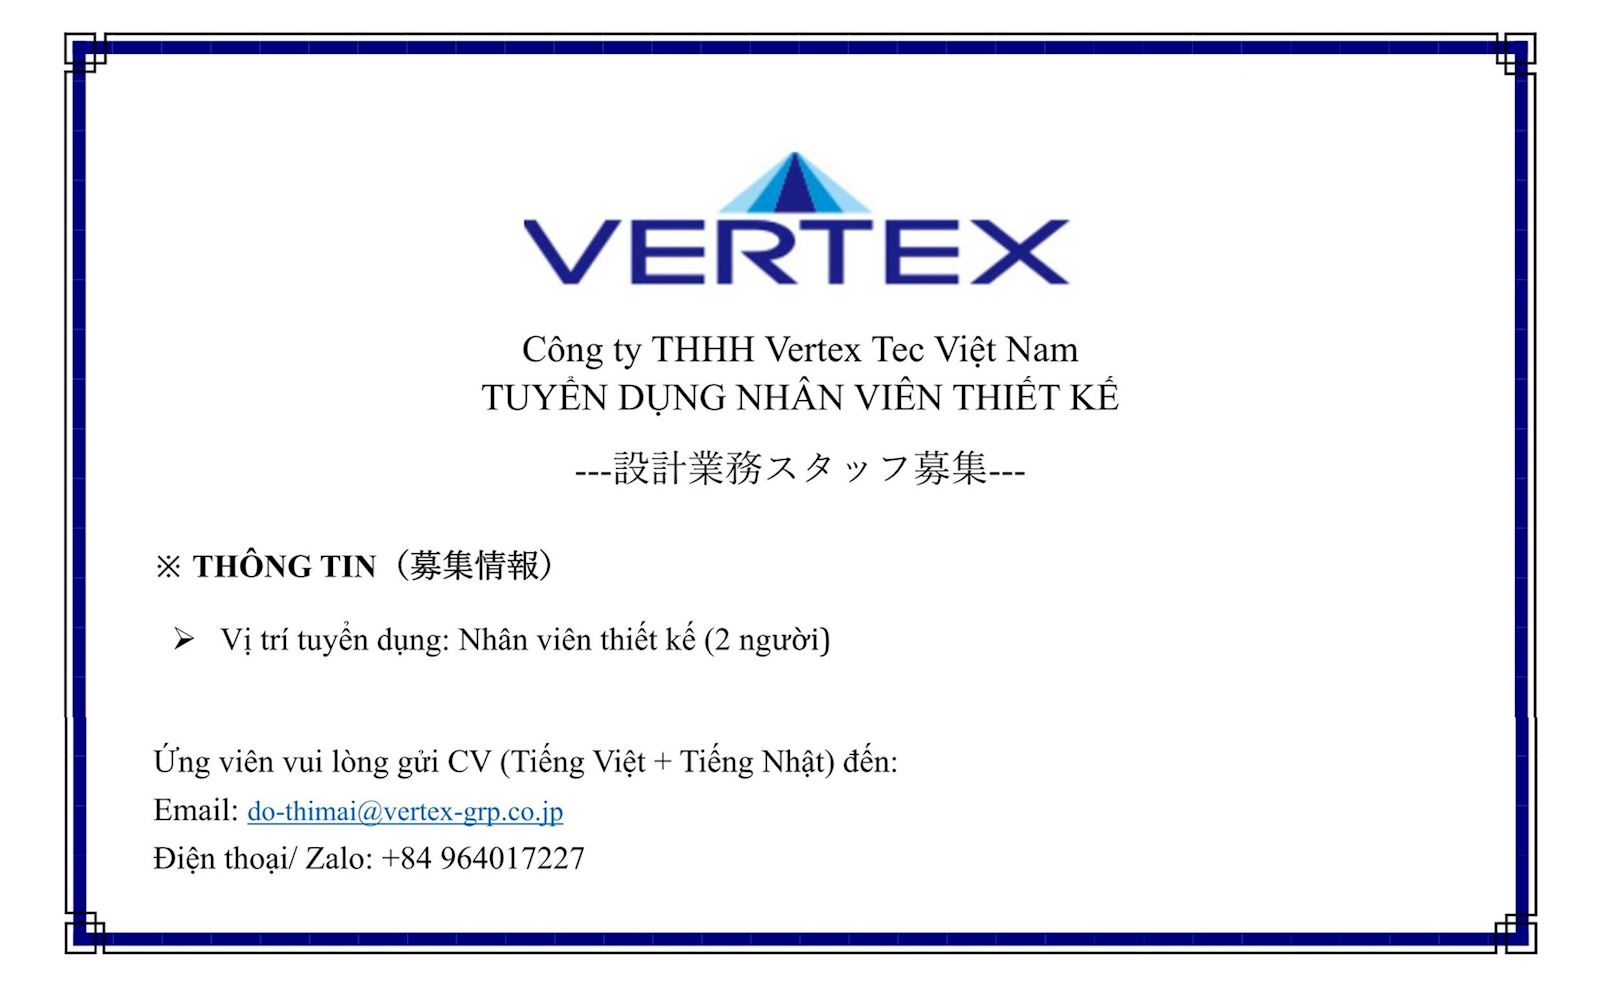 VERTEX
Công ty THHH Vertex Tec Việt Nam
TUYỂN DỤNG NHÂN VIÊN THIẾT KẾ
---設計業務スタッフ募集---
※ THÔNG TIN（募集情報）
➢ Vị trí tuyển dụng: Nhân viên thiết kế (2 người)
Ứng viên vui lòng gửi CV (Tiếng Việt + Tiếng Nhật) đến:
Email: do-thimai@vertex-grp.co.jp
Điện thoại/ Zalo: +84 964017227